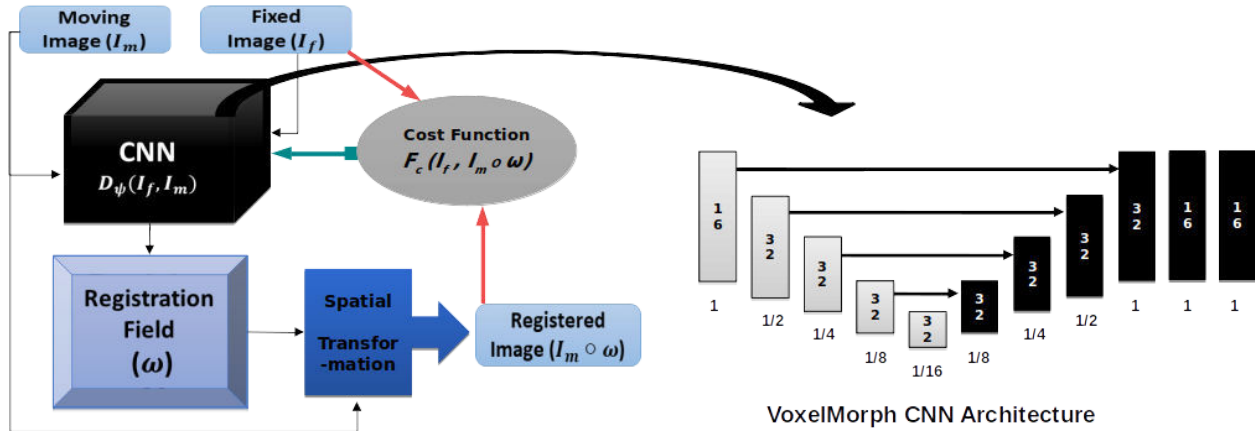 Moving
Image (I_m)
Fixed
Image (I_f)
CNN
D_ψ(I_f, I_m)
Cost Function
F_c (I_f, I_m o ω)
Registration
Field
(ω)
Spatial
Transfor
-mation
Registered
Image (I_m ∘ ω)
16
32
32
32
32
32
32
32
32
16
16
1
1/2
1/4
1/8
1/16
1/8
1/4
1/2
1
1
1
VoxelMorph CNN Architecture